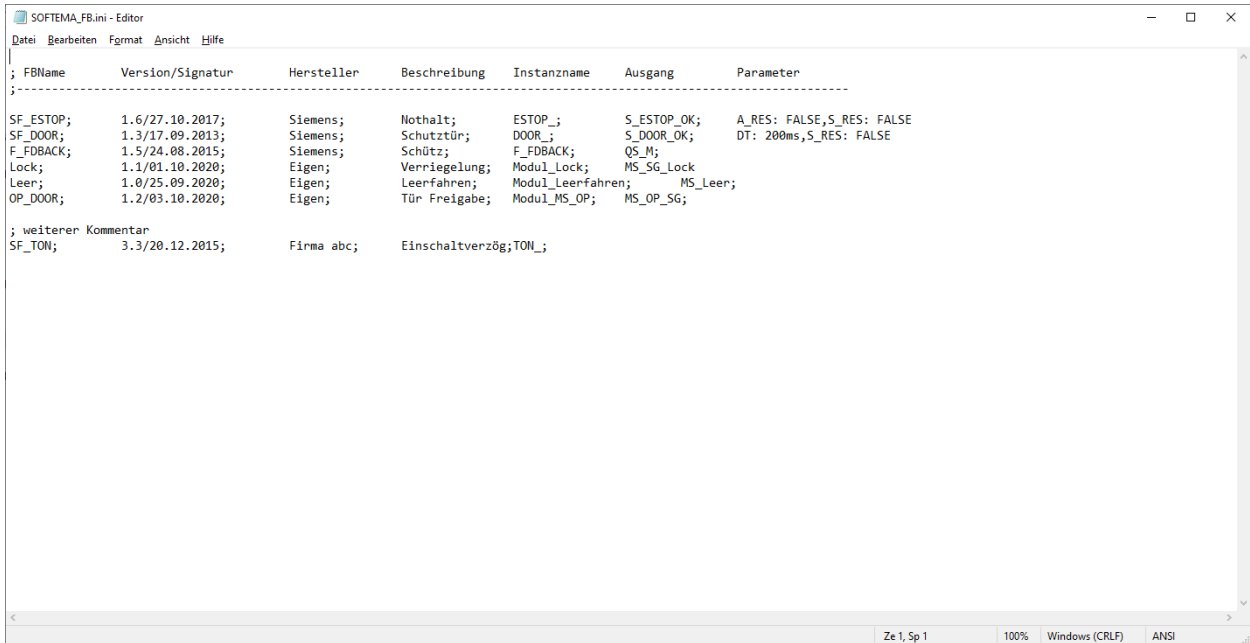 SOFTEMA_FB.ini - Editor
Datei Bearbeiten Format Ansicht Hilfe
; FBName Version/Signatur Hersteller Beschreibung Instanzname Ausgang Parameter
;-----------------------------------------------------------------------------------------------------------------------
SF_ESTOP; 1.6/27.10.2017; Siemens; Nothalt; ESTOP_; S_ESTOP_OK; A_RES: FALSE,S_RES: FALSE
SF_DOOR; 1.3/17.09.2013; Siemens; Schutztür; DOOR_; S_DOOR_OK; DT: 200ms,S_RES: FALSE
F_FDBACK; 1.5/24.08.2015; Siemens; Schütz; F_FDBACK; QS_M;
Lock; 1.1/01.10.2020; Eigen; Verriegelung; Modul_Lock; MS_SG_Lock
Leer; 1.0/25.09.2020; Eigen; Leerfahren; Modul_Leerfahren; MS_Leer;
OP_DOOR; 1.2/03.10.2020; Eigen; Tür Freigabe; Modul_MS_OP; MS_OP_SG;
; weiterer Kommentar
SF_TON; 3.3/20.12.2015; Firma abc; Einschaltverzög;TON_;
Ze 1, Sp 1 100% Windows (CRLF) ANSI